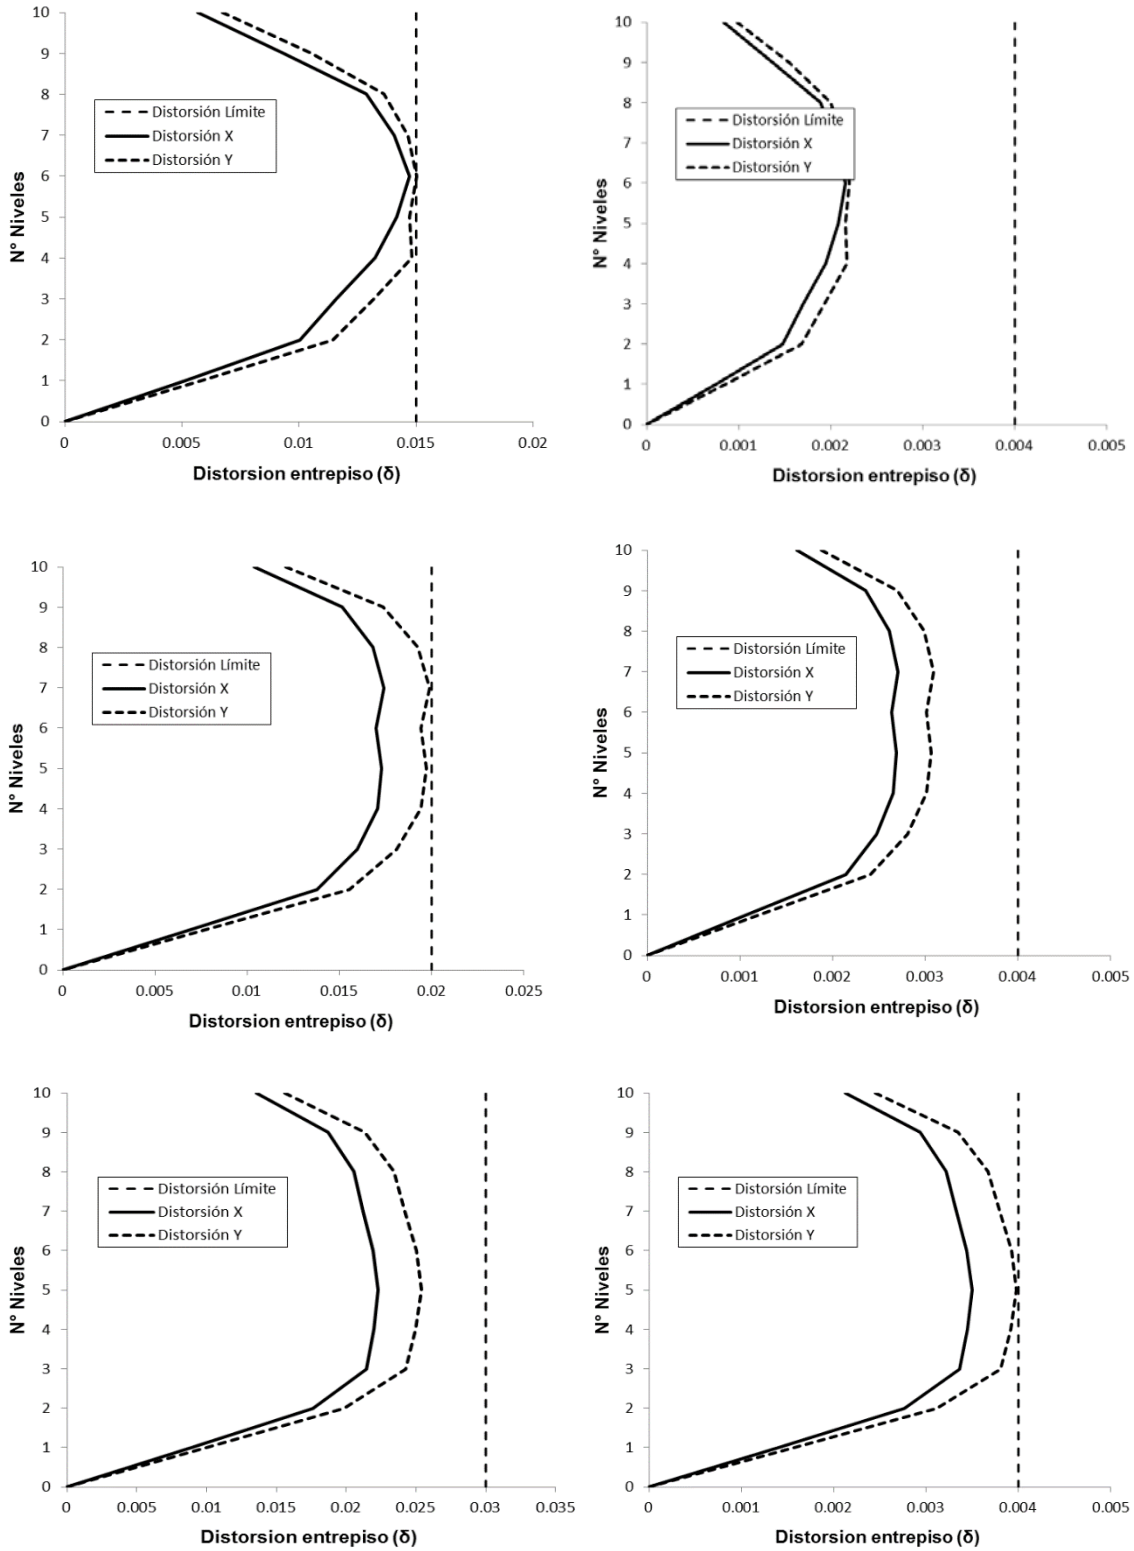 10
9
8
7
6
5
4
3
2
1
0
N° Niveles
Distorsión Límite
Distorsión X
Distorsión Y
0 0.005 0.01 0.015 0.02
Distorsion entrepiso (δ)
10
9
8
7
6
5
4
3
2
1
0
N° Niveles
Distorsión Límite
Distorsión X
Distorsión Y
0 0.001 0.002 0.003 0.004 0.005
Distorsion entrepiso (δ)
10
9
8
7
6
5
4
3
2
1
0
N° Niveles
Distorsión Límite
Distorsión X
Distorsión Y
0 0.005 0.01 0.015 0.02 0.025
Distorsion entrepiso (δ)
10
9
8
7
6
5
4
3
2
1
0
N° Niveles
Distorsión Límite
Distorsión X
Distorsión Y
0 0.001 0.002 0.003 0.004 0.005
Distorsion entrepiso (δ)
10
9
8
7
6
5
4
3
2
1
0
N° Niveles
Distorsión Límite
Distorsión X
Distorsión Y
0 0.005 0.01 0.015 0.02 0.025 0.03 0.035
Distorsion entrepiso (δ)
10
9
8
7
6
5
4
3
2
1
0
N° Niveles
Distorsión Límite
Distorsión X
Distorsión Y
0 0.001 0.002 0.003 0.004 0.005
Distorsion entrepiso (δ)